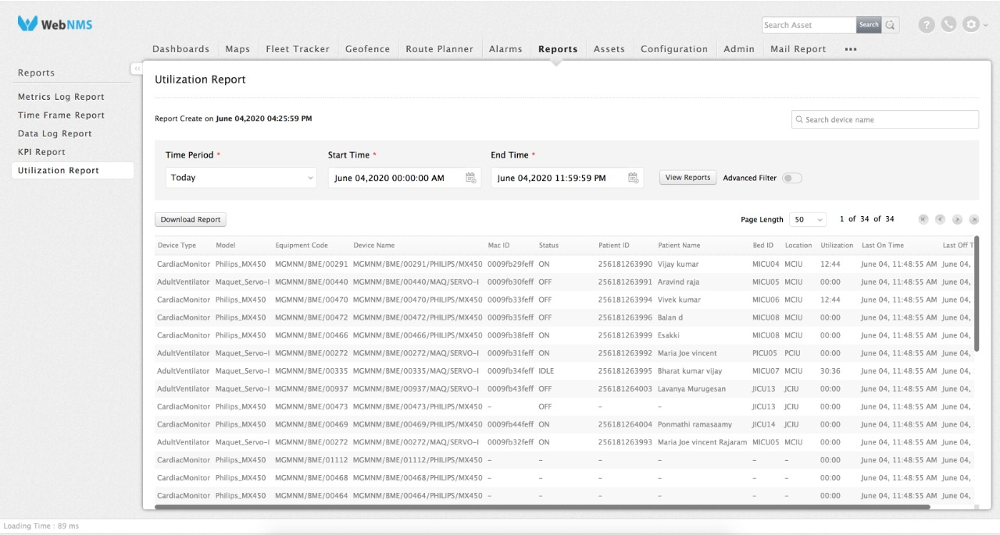 WebNMS
Search Asset Search
Dashboards Maps Fleet Tracker Geofence Route Planner Alarms Reports Assets Configuration Admin Mail Report
Reports
Metrics Log Report
Time Frame Report
Data Log Report
KPI Report
Utilization Report
Utilization Report
Report Create on June 04,2020 04:25:59 PM
Search device name
Time Period * Start Time * End Time *
Today June 04,2020 00:00:00 AM June 04,2020 11:59:59 PM View Reports Advanced Filter
Download Report Page Length 50 1 of 34 of 34
Device Type Model Equipment Code Device Name Mac ID Status Patient ID Patient Name Bed ID Location Utilization Last On Time Last Off T
CardiacMonitor Philips_MX450 MGMNM/BME/00291 MGMNM/BME/00291/PHILIPS/MX450 0009fb29feff ON 256181263990 Vijay kumar MICU04 MCIU 12:44 June 04, 11:48:55 AM June 04,
AdultVentilator Maquet_Servo-I MGMNM/BME/00440 MGMNM/BME/00440/MAQ/SERVO-I 0009fb30feff OFF 256181263991 Aravind raja MICU05 MCIU 00:00 June 04, 11:48:55 AM June 04,
CardiacMonitor Philips_MX450 MGMNM/BME/00470 MGMNM/BME/00470/PHILIPS/MX450 0009fb33feff OFF 256181263994 Vivek kumar MICU06 MCIU 12:44 June 04, 11:48:55 AM June 04,
CardiacMonitor Philips_MX450 MGMNM/BME/00472 MGMNM/BME/00472/PHILIPS/MX450 0009fb35feff OFF 256181263996 Balan d MICU08 MCIU 00:00 June 04, 11:48:55 AM June 04,
CardiacMonitor Philips_MX450 MGMNM/BME/00466 MGMNM/BME/00466/PHILIPS/MX450 0009fb38feff ON 256181263999 Esakki MICU08 MCIU 00:00 June 04, 11:48:55 AM June 04,
AdultVentilator Maquet_Servo-I MGMNM/BME/00272 MGMNM/BME/00272/MAQ/SERVO-I 0009fb31feff ON 256181263992 Maria Joe vincent PICU05 PCIU 00:00 June 04, 11:48:55 AM June 04,
AdultVentilator Maquet_Servo-I MGMNM/BME/00335 MGMNM/BME/00335/MAQ/SERVO-I 0009fb34feff IDLE 256181263995 Bharat kumar vijay MICU07 MCIU 30:36 June 04, 11:48:55 AM June 04,
AdultVentilator Maquet_Servo-I MGMNM/BME/00937 MGMNM/BME/00937/MAQ/SERVO-I 0009fb43feff OFF 256181264003 Lavanya Murugesan JICU13 JCIU 00:00 June 04, 11:48:55 AM June 04,
CardiacMonitor Philips_MX450 MGMNM/BME/00473 MGMNM/BME/00473/PHILIPS/MX450 – OFF – – JICU13 JCIU 00:00 June 04, 11:48:55 AM June 04,
CardiacMonitor Philips_MX450 MGMNM/BME/00469 MGMNM/BME/00469/PHILIPS/MX450 0009fb44feff ON 256181264004 Ponmathi ramasaamy JICU14 JCIU 00:00 June 04, 11:48:55 AM June 04,
AdultVentilator Maquet_Servo-I MGMNM/BME/00272 MGMNM/BME/00272/MAQ/SERVO-I 0009fb32feff ON 256181263993 Maria Joe vincent Rajaram MICU05 MCIU 00:00 June 04, 11:48:55 AM June 04,
CardiacMonitor Philips_MX450 MGMNM/BME/01112 MGMNM/BME/01112/PHILIPS/MX450 – – – – – – 00:00 June 04, 11:48:55 AM June 04,
CardiacMonitor Philips_MX450 MGMNM/BME/00468 MGMNM/BME/00468/PHILIPS/MX450 – – – – – – 00:00 June 04, 11:48:55 AM June 04,
CardiacMonitor Philips_MX450 MGMNM/BME/00464 MGMNM/BME/00464/PHILIPS/MX450 – – – – – – 00:00 June 04, 11:48:55 AM June 04,
Loading Time : 89 ms